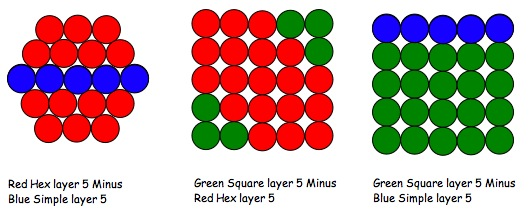 Red Hex layer 5 Minus
Blue Simple layer 5
Green Square layer 5 Minus
Red Hex layer 5
Green Square layer 5 Minus
Blue Simple layer 5